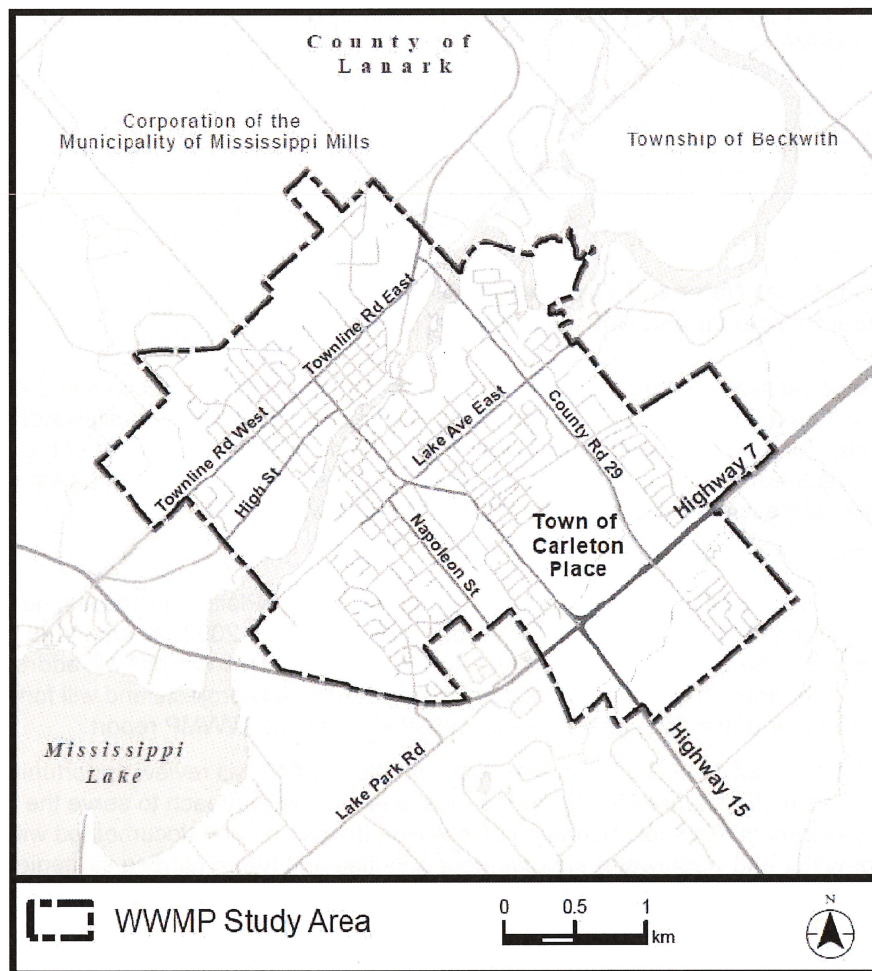 County of
Lanark
Corporation of the
Municipality of Mississippi Mills
Township of Beckwith
Townline Rd East
Townline Rd West
High St
Lake Ave East
County Rd 29
Highway 7
Napoleon St
Town of
Carleton
Place
Mississippi
Lake
Lake Park Rd
Highway 15
WWMP Study Area
0 0.5 1
km
N